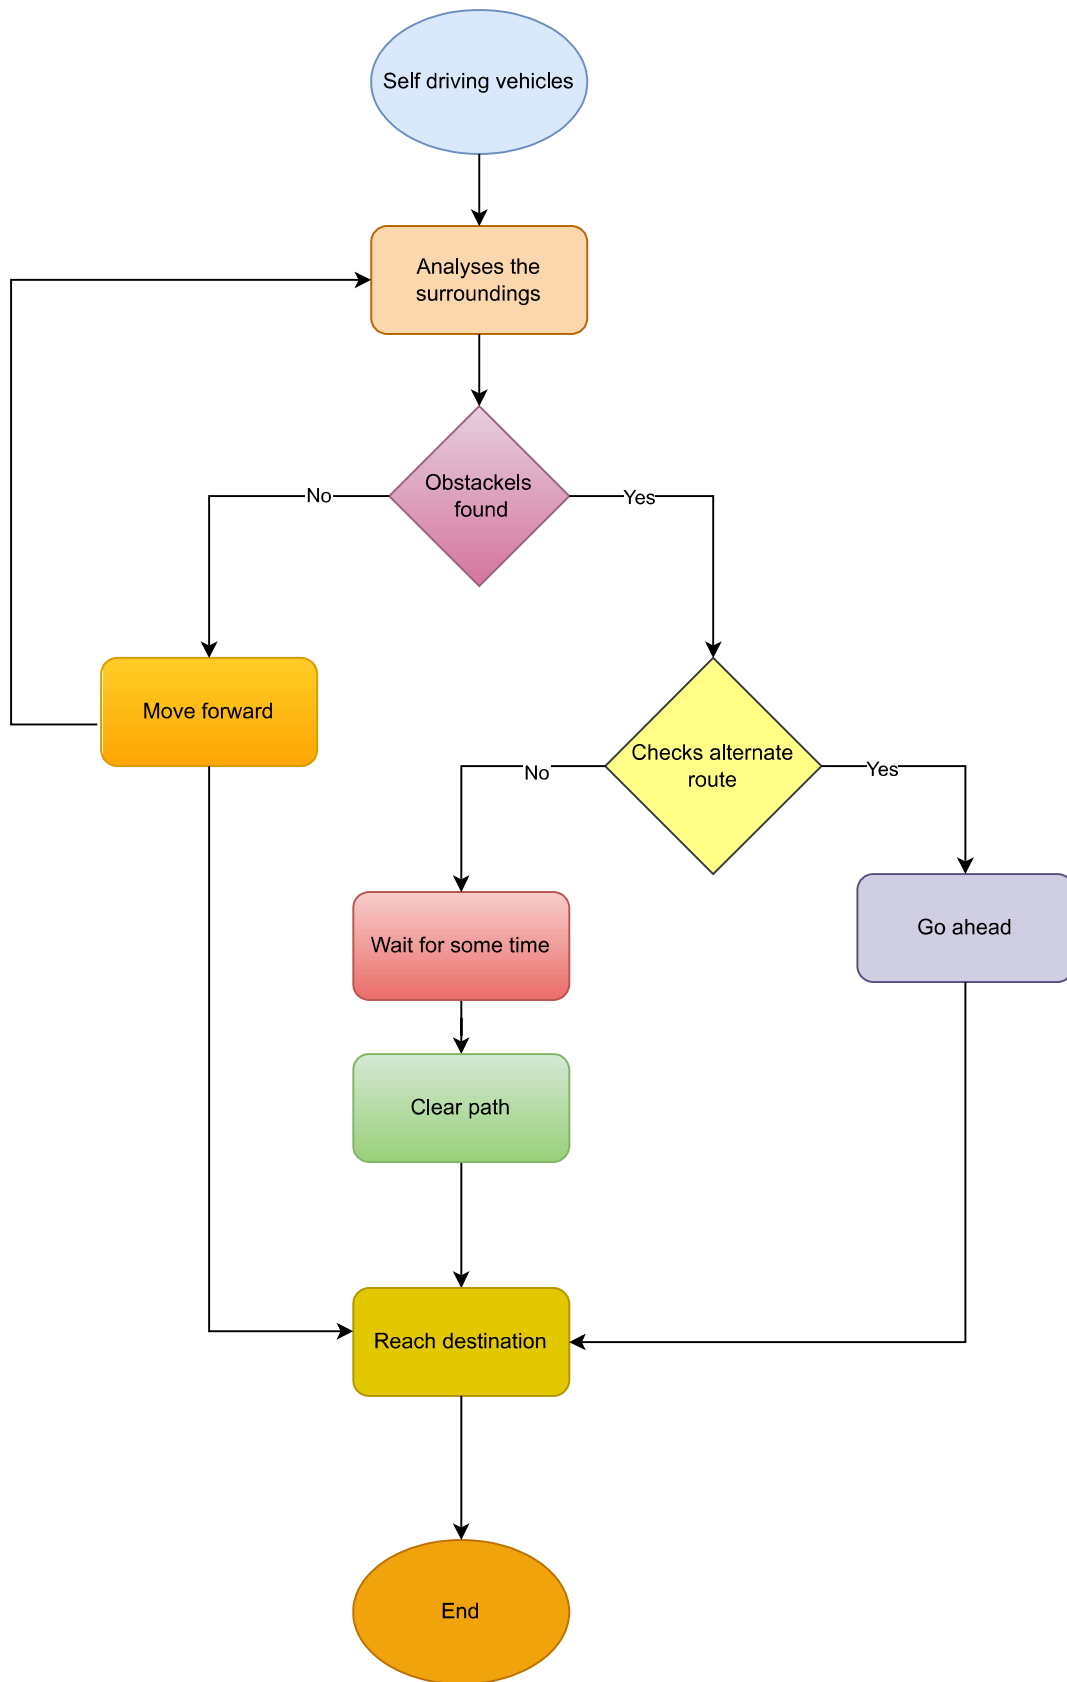 Self driving vehicles
Analyses the
surroundings
Obstackels
found
No
Yes
Move forward
Checks alternate
route
No
Yes
Wait for some time
Go ahead
Clear path
Reach destination
End